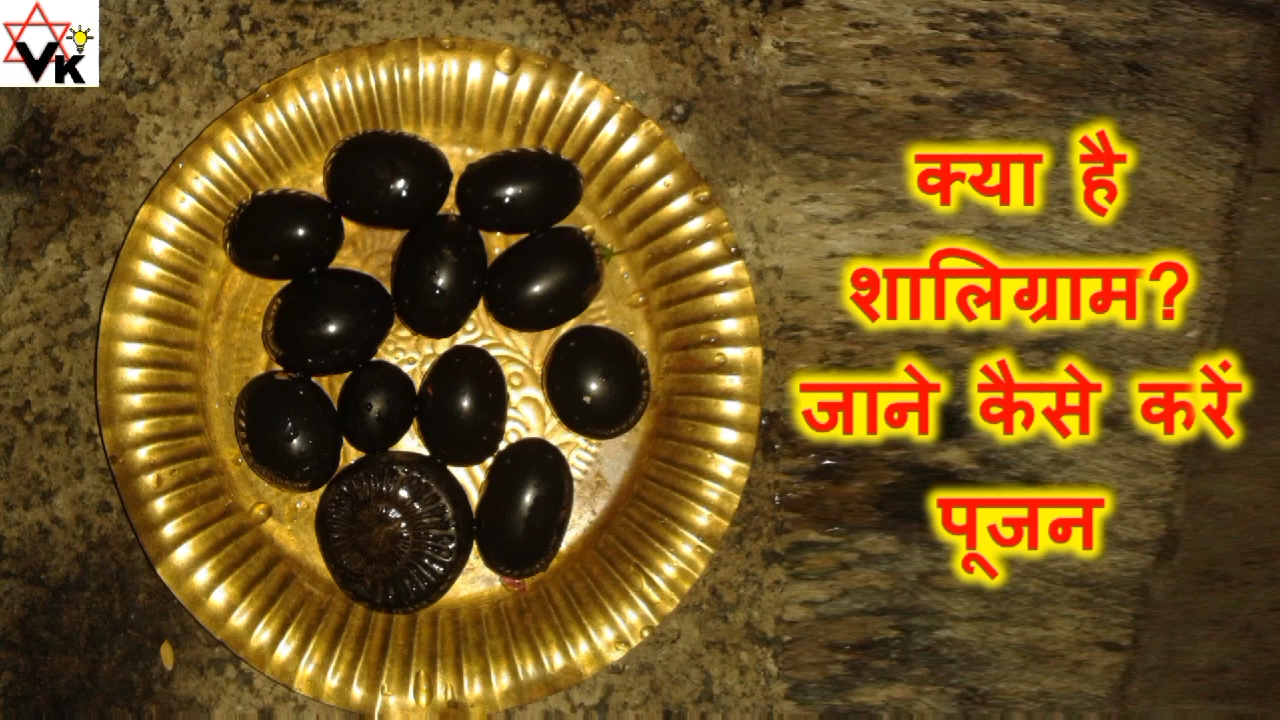 VK
क्या है
शालिग्राम?
जाने कैसे करें
पूजन